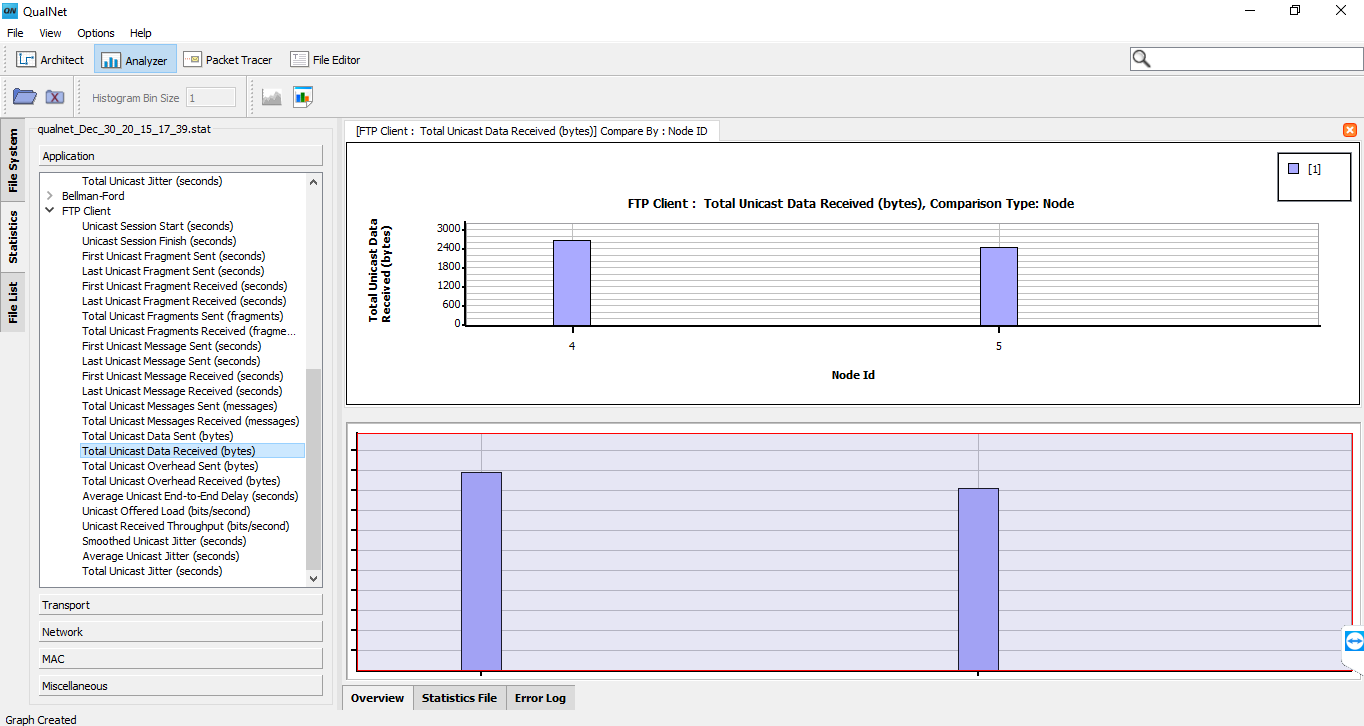 QN QualNet
File View Options Help
Architect Analyzer Packet Tracer File Editor
Histogram Bin Size 1
File System
Statistics
File List
qualnet_Dec_30_20_15_17_39.stat
Application
Total Unicast Jitter (seconds)
Bellman-Ford
FTP Client
Unicast Session Start (seconds)
Unicast Session Finish (seconds)
First Unicast Fragment Sent (seconds)
Last Unicast Fragment Sent (seconds)
First Unicast Fragment Received (seconds)
Last Unicast Fragment Received (seconds)
Total Unicast Fragments Sent (fragments)
Total Unicast Fragments Received (fragme...
First Unicast Message Sent (seconds)
Last Unicast Message Sent (seconds)
First Unicast Message Received (seconds)
Last Unicast Message Received (seconds)
Total Unicast Messages Sent (messages)
Total Unicast Messages Received (messages)
Total Unicast Data Sent (bytes)
Total Unicast Data Received (bytes)
Total Unicast Overhead Sent (bytes)
Total Unicast Overhead Received (bytes)
Average Unicast End-to-End Delay (seconds)
Unicast Offered Load (bits/second)
Unicast Received Throughput (bits/second)
Smoothed Unicast Jitter (seconds)
Average Unicast Jitter (seconds)
Total Unicast Jitter (seconds)
Transport
Network
MAC
Miscellaneous
[FTP Client : Total Unicast Data Received (bytes)] Compare By : Node ID
[1]
FTP Client : Total Unicast Data Received (bytes), Comparison Type: Node
Total Unicast Data
Received (bytes)
3000
2400
1800
1200
600
0
4 5
Node Id
Overview Statistics File Error Log
Graph Created